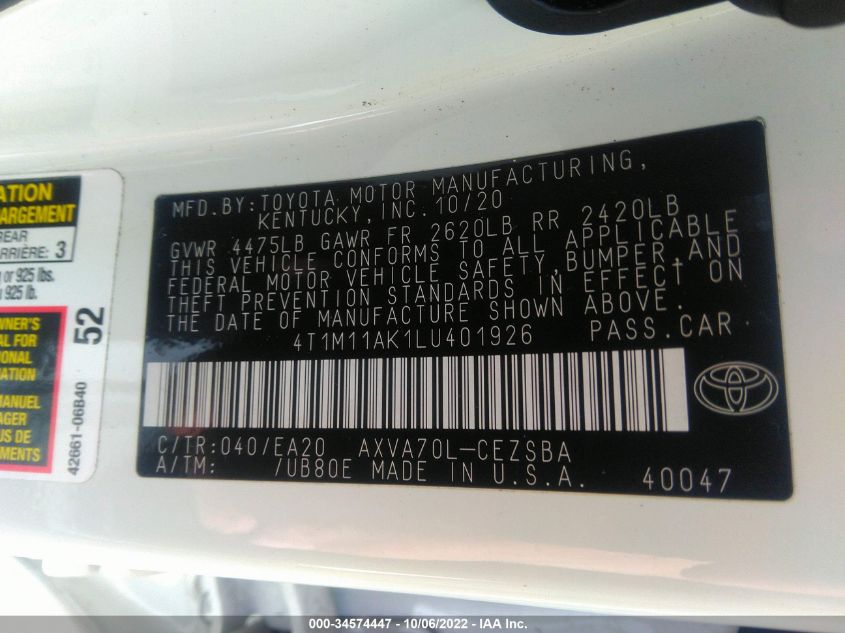 MFD.BY:TOYOTA MOTOR MANUFACTURING,
KENTUCKY,INC.10/20
GVWR 4475LB GAWR FR 2620LB RR 2420LB
THIS VEHICLE CONFORMS TO ALL APPLICABLE
FEDERAL MOTOR VEHICLE SAFETY,BUMPER,AND
THEFT PREVENTION STANDARDS IN EFFECT ON
THE DATE OF MANUFACTURE SHOWN ABOVE.
4T1M11AK1LU401926 PASS.CAR
C/TR:040/EA20 AXVA70L-CEZSBA
A/TM: /UB80E MADE IN U.S.A. 40047
ATION
ARGEMENT
REAR
ARRIÈRE: 3
or 925 lbs.
925 lb.
WNER'S
AL FOR
IONAL
ATION
MANUEL
AGER
US DE
EMENTS
52
42661-06B40
000-34574447 - 10/06/2022 - IAA Inc.